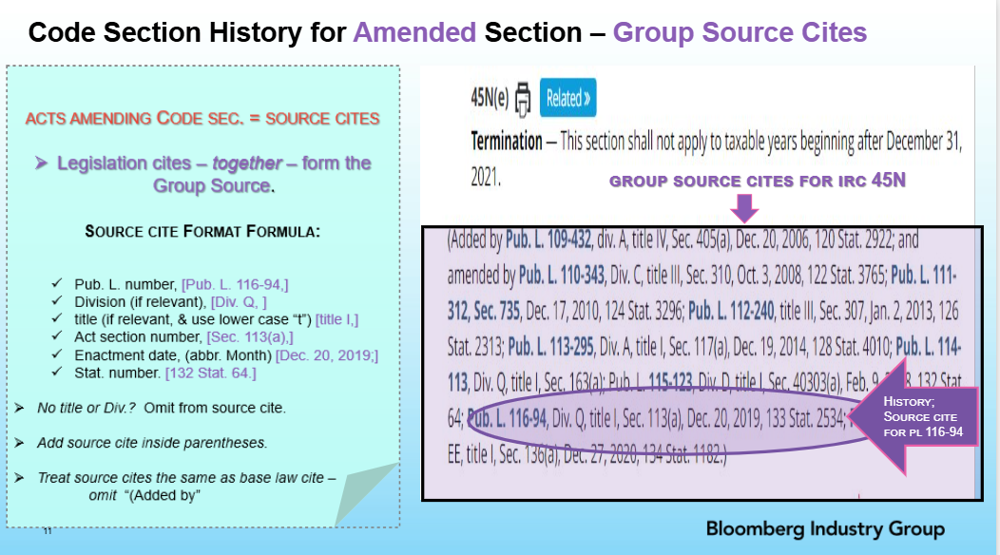 Code Section History for Amended Section – Group Source Cites
ACTS AMENDING CODE SEC. = SOURCE CITES
➢ Legislation cites – together – form the
Group Source.
SOURCE CITE FORMAT FORMULA:
✓ Pub. L. number, [Pub. L. 116-94,]
✓ Division (if relevant), [Div. Q, ]
✓ title (if relevant, & use lower case “t”) [title I,]
✓ Act section number, [Sec. 113(a),]
✓ Enactment date, (abbr. Month) [Dec. 20, 2019;]
✓ Stat. number. [132 Stat. 64.]
➢ No title or Div.? Omit from source cite.
➢ Add source cite inside parentheses.
➢ Treat source cites the same as base law cite –
omit “(Added by”
11
45N(e) Related »
Termination — This section shall not apply to taxable years beginning after December 31,
2021.
GROUP SOURCE CITES FOR IRC 45N
(Added by Pub. L. 109-432, div. A, title IV, Sec. 405(a), Dec. 20, 2006, 120 Stat. 2922; and
amended by Pub. L. 110-343, Div. C, title III, Sec. 310, Oct. 3, 2008, 122 Stat. 3765; Pub. L. 111-
312, Sec. 735, Dec. 17, 2010, 124 Stat. 3296; Pub. L. 112-240, title III, Sec. 307, Jan. 2, 2013, 126
Stat. 2313; Pub. L. 113-295, Div. A, title I, Sec. 117(a), Dec. 19, 2014, 128 Stat. 4010; Pub. L. 114-
113, Div. Q, title I, Sec. 163(a); Pub. L. 115-123, Div. D, title I, Sec. 40303(a), Feb. 9, 132 Stat.
64; Pub. L. 116-94, Div. Q, title I, Sec. 113(a), Dec. 20, 2019, 133 Stat. 2534;
EE, title I, Sec. 136(a), Dec. 27, 2020, 134 Stat. 1182.)
HISTORY;
SOURCE CITE
FOR PL 116-94
Bloomberg Industry Group